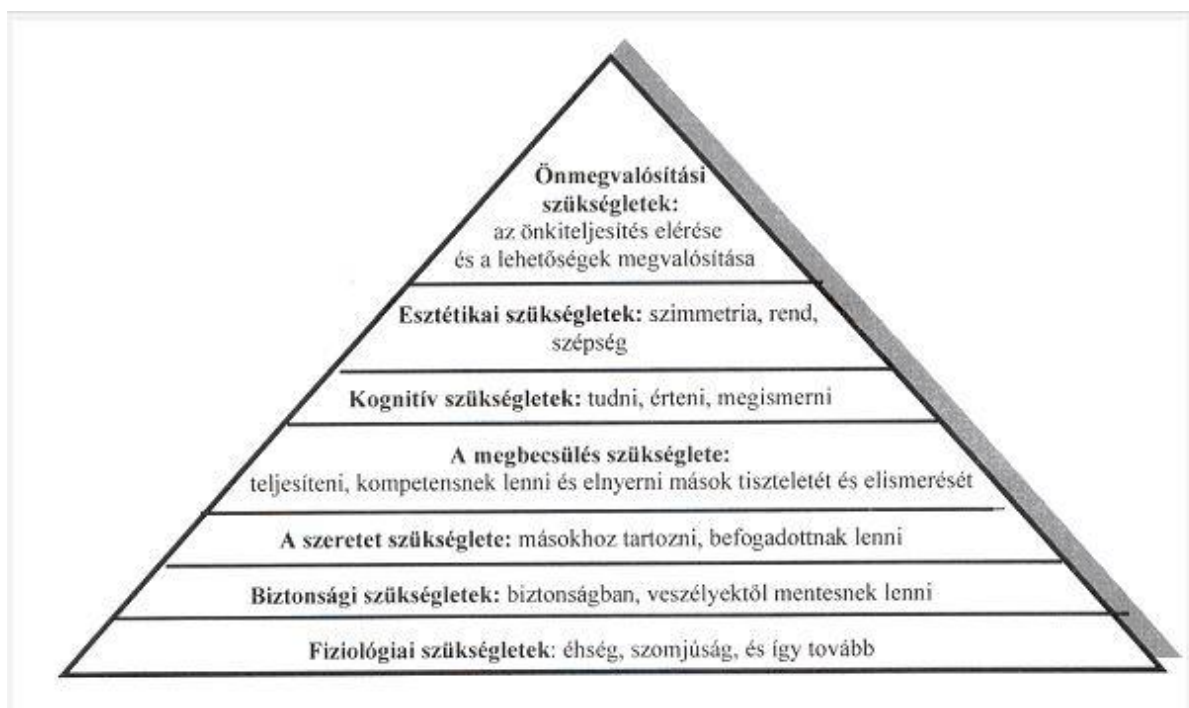 Önmegvalósítási
szükségletek:
az önkiteljesítés elérése
és a lehetőségek megvalósítása
Esztétikai szükségletek: szimmetria, rend,
szépség
Kognitív szükségletek: tudni, érteni, megismerni
A megbecsülés szükséglete:
teljesíteni, kompetensnek lenni és elnyerni mások tiszteletét és elismerését
A szeretet szükséglete: másokhoz tartozni, befogadottnak lenni
Biztonsági szükségletek: biztonságban, veszélyektől mentesnek lenni
Fiziológiai szükségletek: éhség, szomjúság, és így tovább